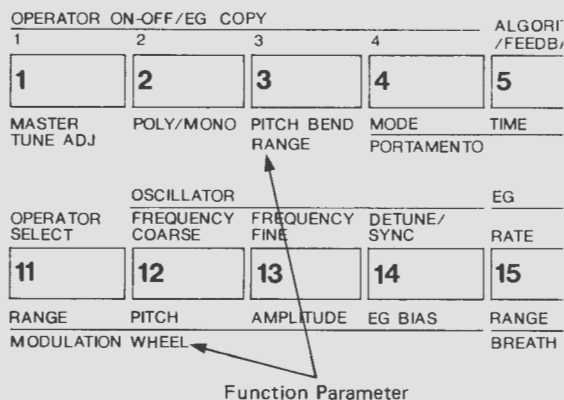 OPERATOR ON-OFF/EG COPY
ALGORIT
1 2 3 4 /FEEDBA
1 2 3 4 5
MASTER POLY/MONO PITCH BEND MODE TIME
TUNE ADJ RANGE PORTAMENTO
OSCILLATOR EG
OPERATOR FREQUENCY FREQUENCY DETUNE/
SELECT COARSE FINE SYNC RATE
11 12 13 14 15
RANGE PITCH AMPLITUDE EG BIAS RANGE
MODULATION WHEEL BREATH
Function Parameter